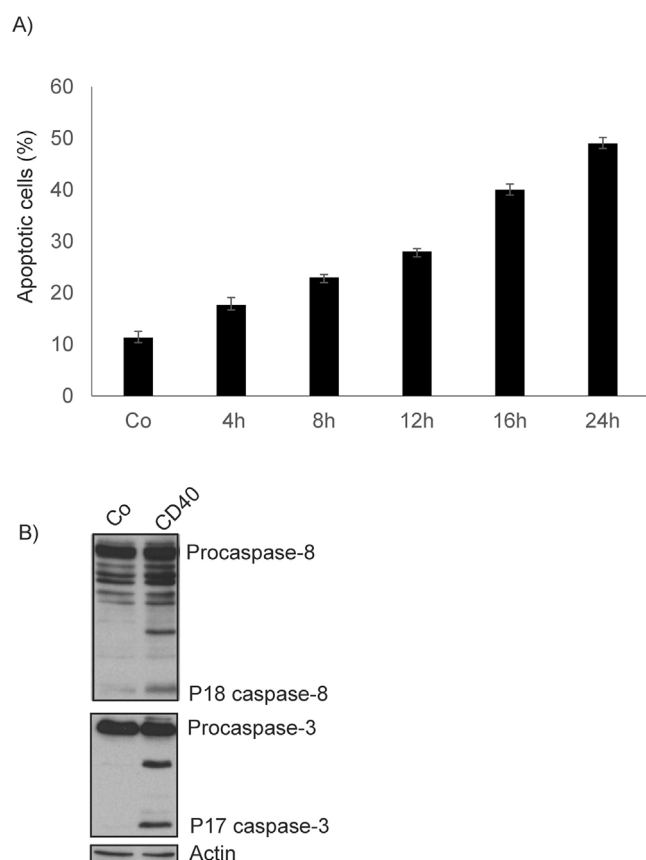 A)
Apoptotic cells (%)
60
50
40
30
20
10
0
Co 4h 8h 12h 16h 24h
B)
Co CD40
Procaspase-8
P18 caspase-8
Procaspase-3
P17 caspase-3
Actin